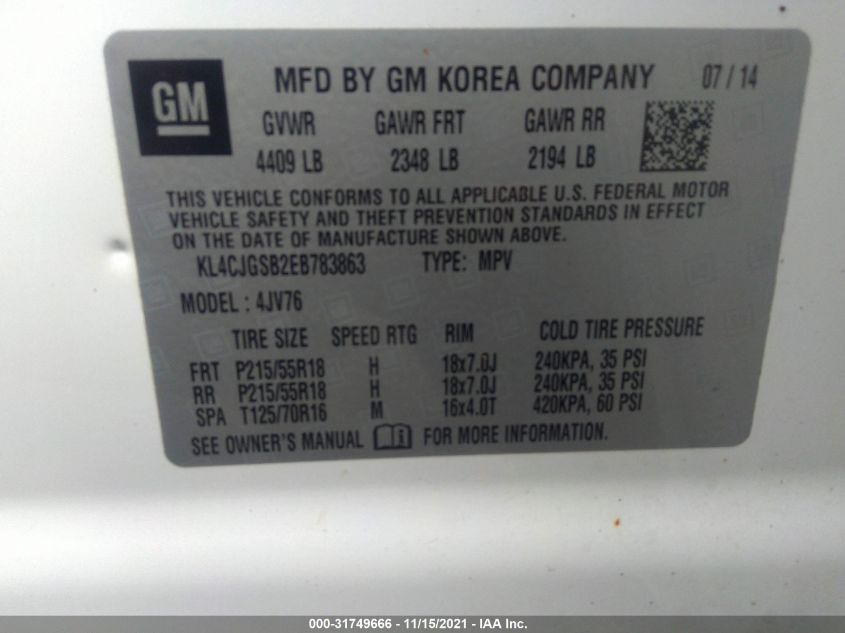 GM
MFD BY GM KOREA COMPANY 07/14
GVWR GAWR FRT GAWR RR
4409 LB 2348 LB 2194 LB
THIS VEHICLE CONFORMS TO ALL APPLICABLE U.S. FEDERAL MOTOR
VEHICLE SAFETY AND THEFT PREVENTION STANDARDS IN EFFECT
ON THE DATE OF MANUFACTURE SHOWN ABOVE.
KL4CJGSB2EB783863 TYPE: MPV
MODEL : 4JV76
TIRE SIZE SPEED RTG RIM COLD TIRE PRESSURE
FRT P215/55R18 H 18x7.0J 240KPA, 35 PSI
RR P215/55R18 H 18x7.0J 240KPA, 35 PSI
SPA T125/70R16 M 16x4.0T 420KPA, 60 PSI
SEE OWNER'S MANUAL FOR MORE INFORMATION.
000-31749666 - 11/15/2021 - IAA Inc.